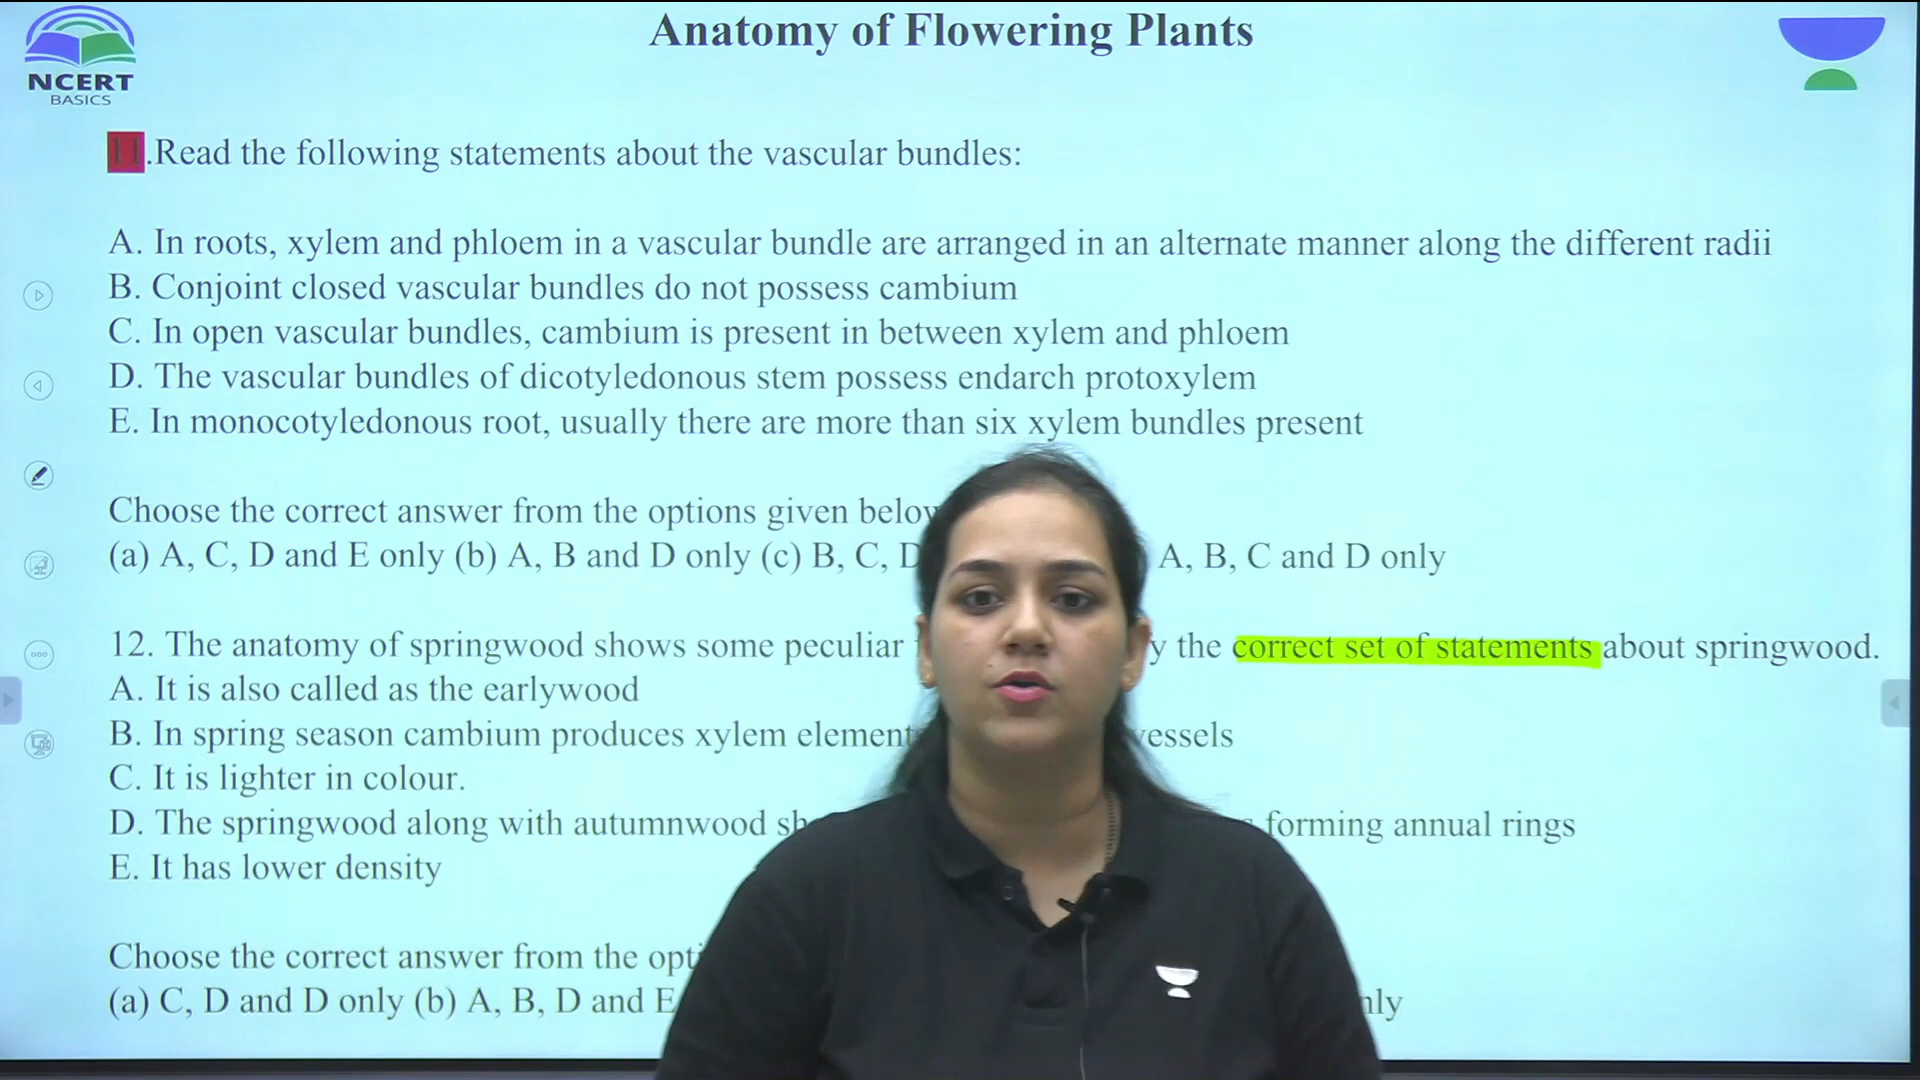 Anatomy of Flowering Plants
NCERT
BASICS
11.Read the following statements about the vascular bundles:
A. In roots, xylem and phloem in a vascular bundle are arranged in an alternate manner along the different radii
B. Conjoint closed vascular bundles do not possess cambium
C. In open vascular bundles, cambium is present in between xylem and phloem
D. The vascular bundles of dicotyledonous stem possess endarch protoxylem
E. In monocotyledonous root, usually there are more than six xylem bundles present
Choose the correct answer from the options given
(a) A, C, D and E only (b) A, B and D only (c) B, C, D A, B, C and D only
12. The anatomy of springwood shows some peculiar the correct set of statements about springwood.
A. It is also called as the earlywood
B. In spring season cambium produces xylem vessels
C. It is lighter in colour.
D. The springwood along with autumnwood forming annual rings
E. It has lower density
Choose the correct answer from the
(a) C, D and D only (b) A, B, D and E